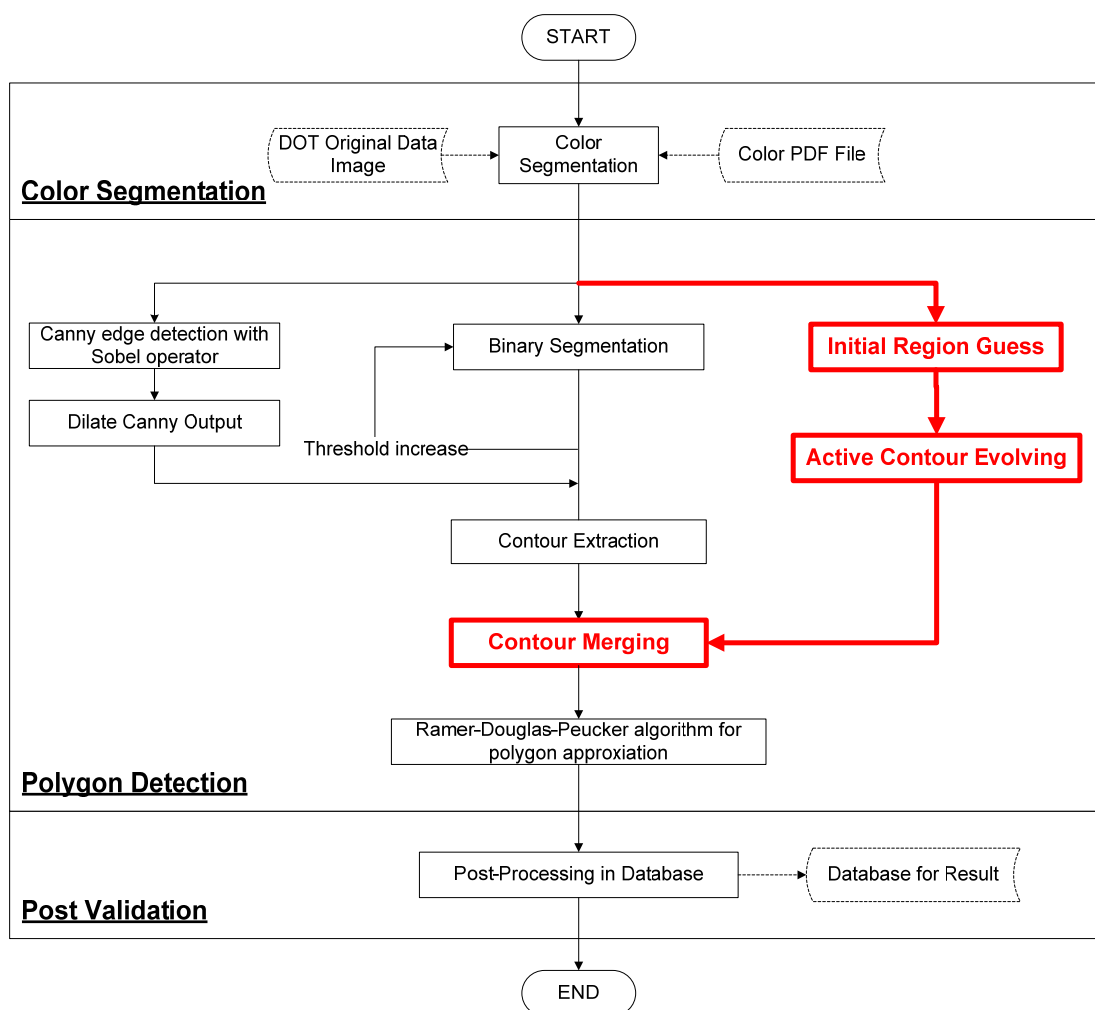 START
DOT Original Data
Image
Color
Segmentation
Color PDF File
Color Segmentation
Canny edge detection with
Sobel operator
Binary Segmentation
Initial Region Guess
Dilate Canny Output
Threshold increase
Active Contour Evolving
Contour Extraction
Contour Merging
Ramer-Douglas-Peucker algorithm for
polygon approxiation
Polygon Detection
Post-Processing in Database
Database for Result
Post Validation
END